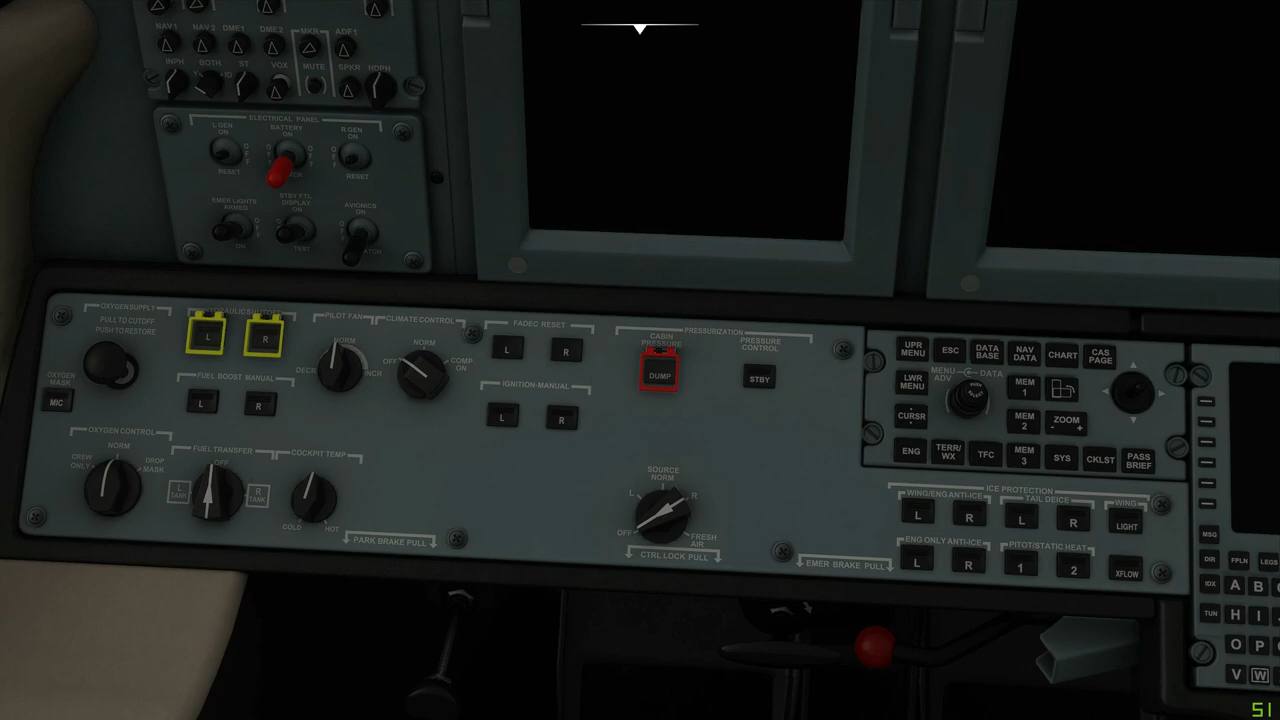 NAV1 NAV2 DME1 DME2 MKR ADF1
INPH BOTH ST VOX MUTE SPKR HDPH
ID
ELECTRICAL PANEL
L GEN
ON
BATTERY
ON
R GEN
ON
OFF
OFF
OFF
OFF
RESET
RESET
EMER LIGHTS
ARMED
STBY FTL
DISPLAY
ON
AVIONICS
ON
OFF
OFF
OFF
ON
TEST
OXYGEN SUPPLY
PULL TO CUTOFF
PUSH TO RESTORE
L R
PILOT FAN
NORM
DECR INCR
CLIMATE CONTROL
NORM
OFF
COMP
ON
OXYGEN
MASK
MIC
FUEL BOOST MANUAL
L R
FADEC RESET
L R
IGNITION-MANUAL
L R
PRESSURIZATION
CABIN
PRESSURE
DUMP
PRESSURE
CONTROL
STBY
OXYGEN CONTROL
NORM
CREW
ONLY
DROP
MASK
FUEL TRANSFER
OFF
L
TANK
R
TANK
COCKPIT TEMP
COLD HOT
PARK BRAKE PULL
SOURCE
NORM
L R
OFF
FRESH
AIR
CTRL LOCK PULL
EMER BRAKE PULL
UPR
MENU
ESC
DATA
BASE
NAV
DATA
CHART
CAS
PAGE
LWR
MENU
MENU
ADV
DATA
MEM
1
CURSR
MEM
2
ZOOM
- +
ENG
TERR/
WX
TFC
MEM
3
SYS
CKLST
PASS
BRIEF
ICE PROTECTION
WING/ENG ANTI-ICE
L R
TAIL DEICE
L R
WING
LIGHT
ENG ONLY ANTI-ICE
L R
PITOT/STATIC HEAT
1 2
XFLOW
MSG
DIR FPLN LEGS
IDX A B
TUN H I
O P
V W
51